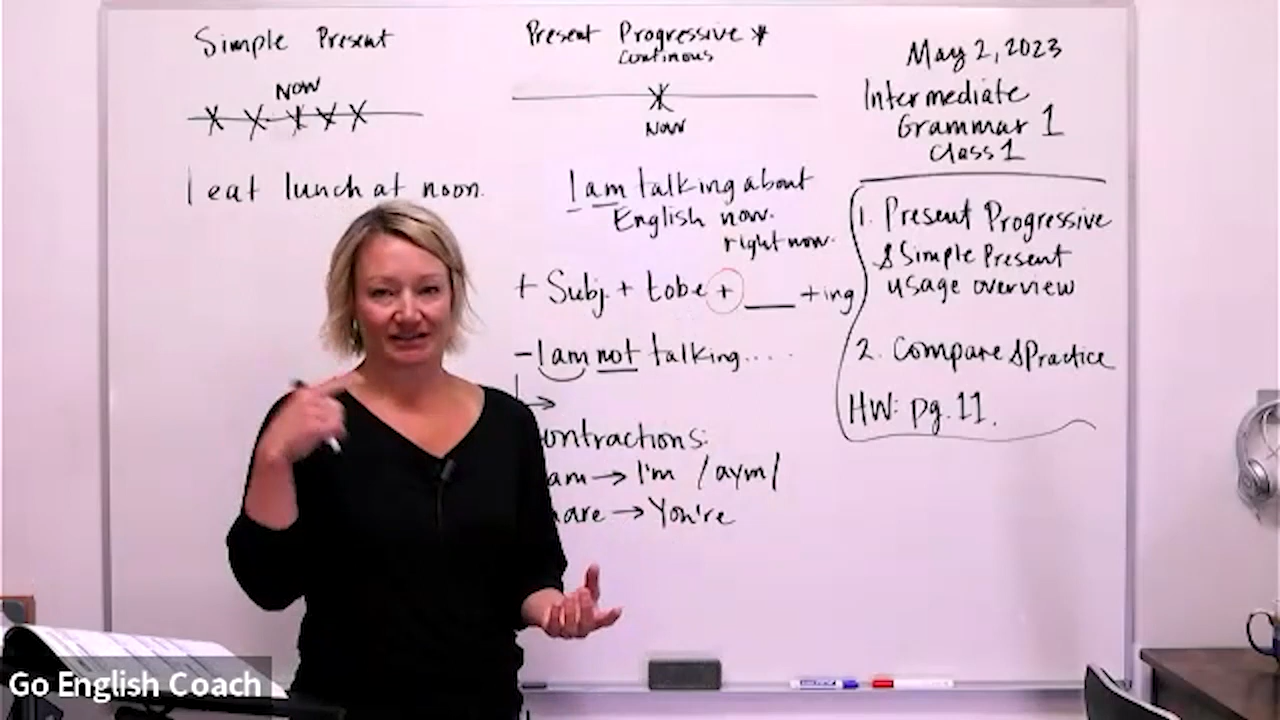 Simple Present
NOW
I eat lunch at noon.
Present Progressive *
Continous
NOW
I am talking about
English now.
right now.
+ Subj. + to be + ___ + ing
- I am not talking....
ontractions:
am → I'm /aym/
are → You're
May 2, 2023
Intermediate
Grammar 1
Class 1
1. Present Progressive
& Simple Present
usage overview
2. Compare & Practice
HW: pg. 11.
Go English Coach